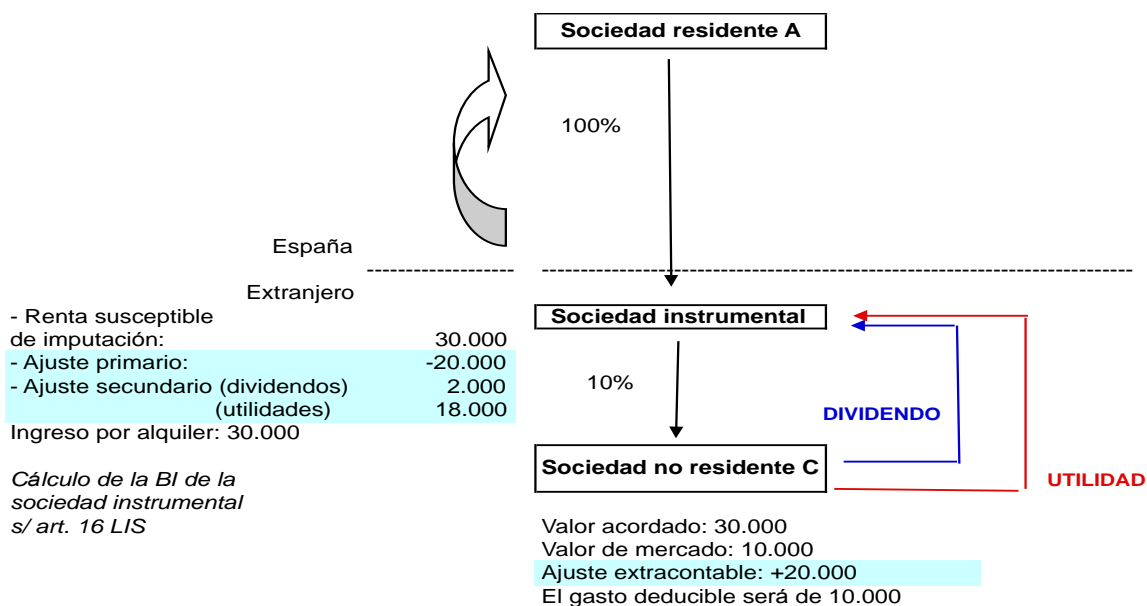 Sociedad residente A
100%
España
Extranjero
- Renta susceptible
de imputación: 30.000
- Ajuste primario: -20.000
- Ajuste secundario (dividendos) 2.000
(utilidades) 18.000
Ingreso por alquiler: 30.000
Cálculo de la BI de la
sociedad instrumental
s/ art. 16 LIS
Sociedad instrumental
10%
DIVIDENDO
Sociedad no residente C
UTILIDAD
Valor acordado: 30.000
Valor de mercado: 10.000
Ajuste extracontable: +20.000
El gasto deducible será de 10.000